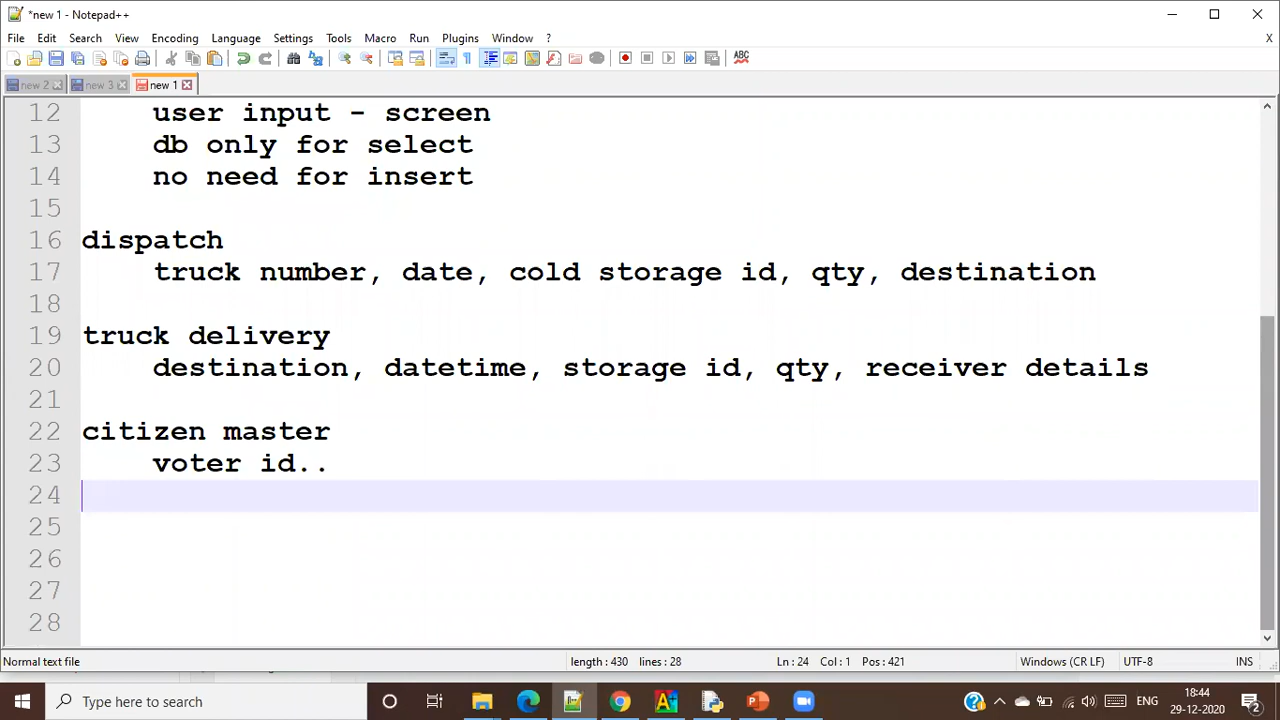 *new 1 - Notepad++
File Edit Search View Encoding Language Settings Tools Macro Run Plugins Window ? X
ABC
new 2 new 3 new 1
12 user input - screen
13 db only for select
14 no need for insert
15
16 dispatch
17 truck number, date, cold storage id, qty, destination
18
19 truck delivery
20 destination, datetime, storage id, qty, receiver details
21
22 citizen master
23 voter id..
24
25
26
27
28
Normal text file length : 430 lines : 28 Ln : 24 Col : 1 Pos : 421 Windows (CR LF) UTF-8 INS
Type here to search ENG 18:44
29-12-2020 2